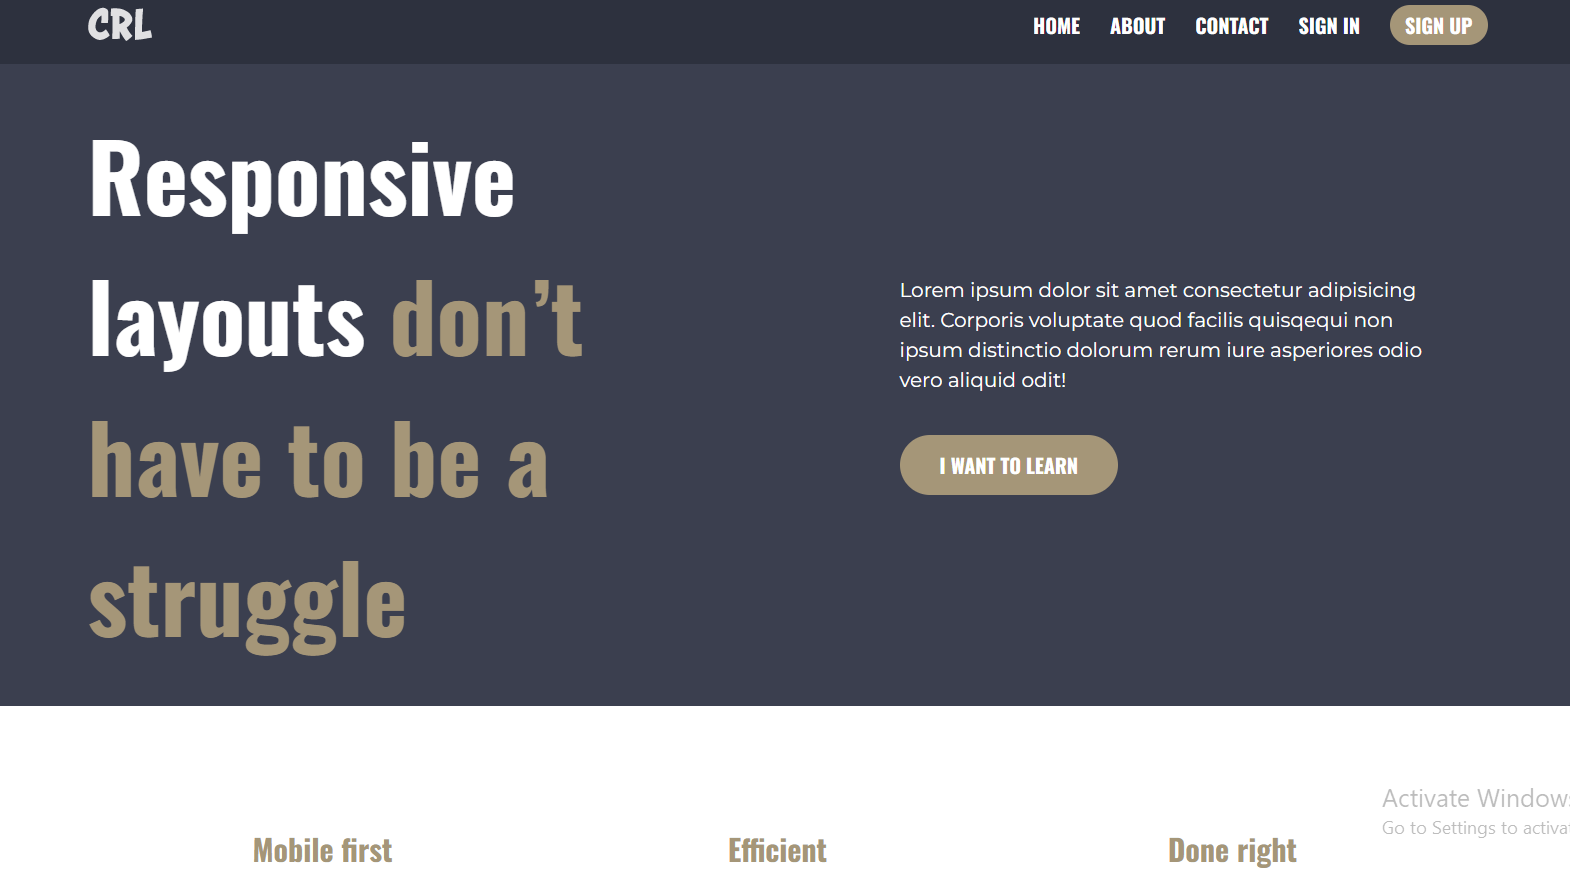 CRL
HOME ABOUT CONTACT SIGN IN SIGN UP
Responsive
layouts don’t
have to be a
struggle
Lorem ipsum dolor sit amet consectetur adipisicing
elit. Corporis voluptate quod facilis quisqequi non
ipsum distinctio dolorum rerum iure asperiores odio
vero aliquid odit!
I WANT TO LEARN
Mobile first
Efficient
Done right
Activate Windows
Go to Settings to activa